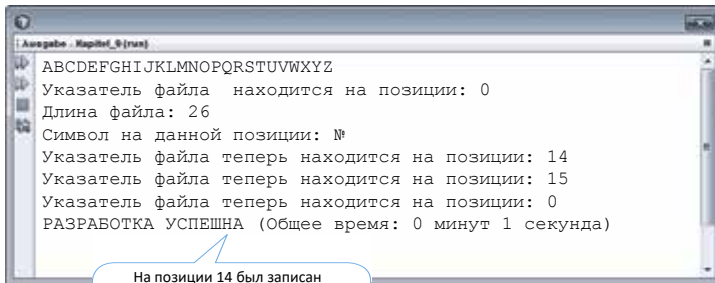 Ausgabe - Kapitel_9 (run)
ABCDEFGHIJKLMNOPQRSTUVWXYZ
Указатель файла находится на позиции: 0
Длина файла: 26
Символ на данной позиции: №
Указатель файла теперь находится на позиции: 14
Указатель файла теперь находится на позиции: 15
Указатель файла теперь находится на позиции: 0
РАЗРАБОТКА УСПЕШНА (Общее время: 0 минут 1 секунда)
На позиции 14 был записан